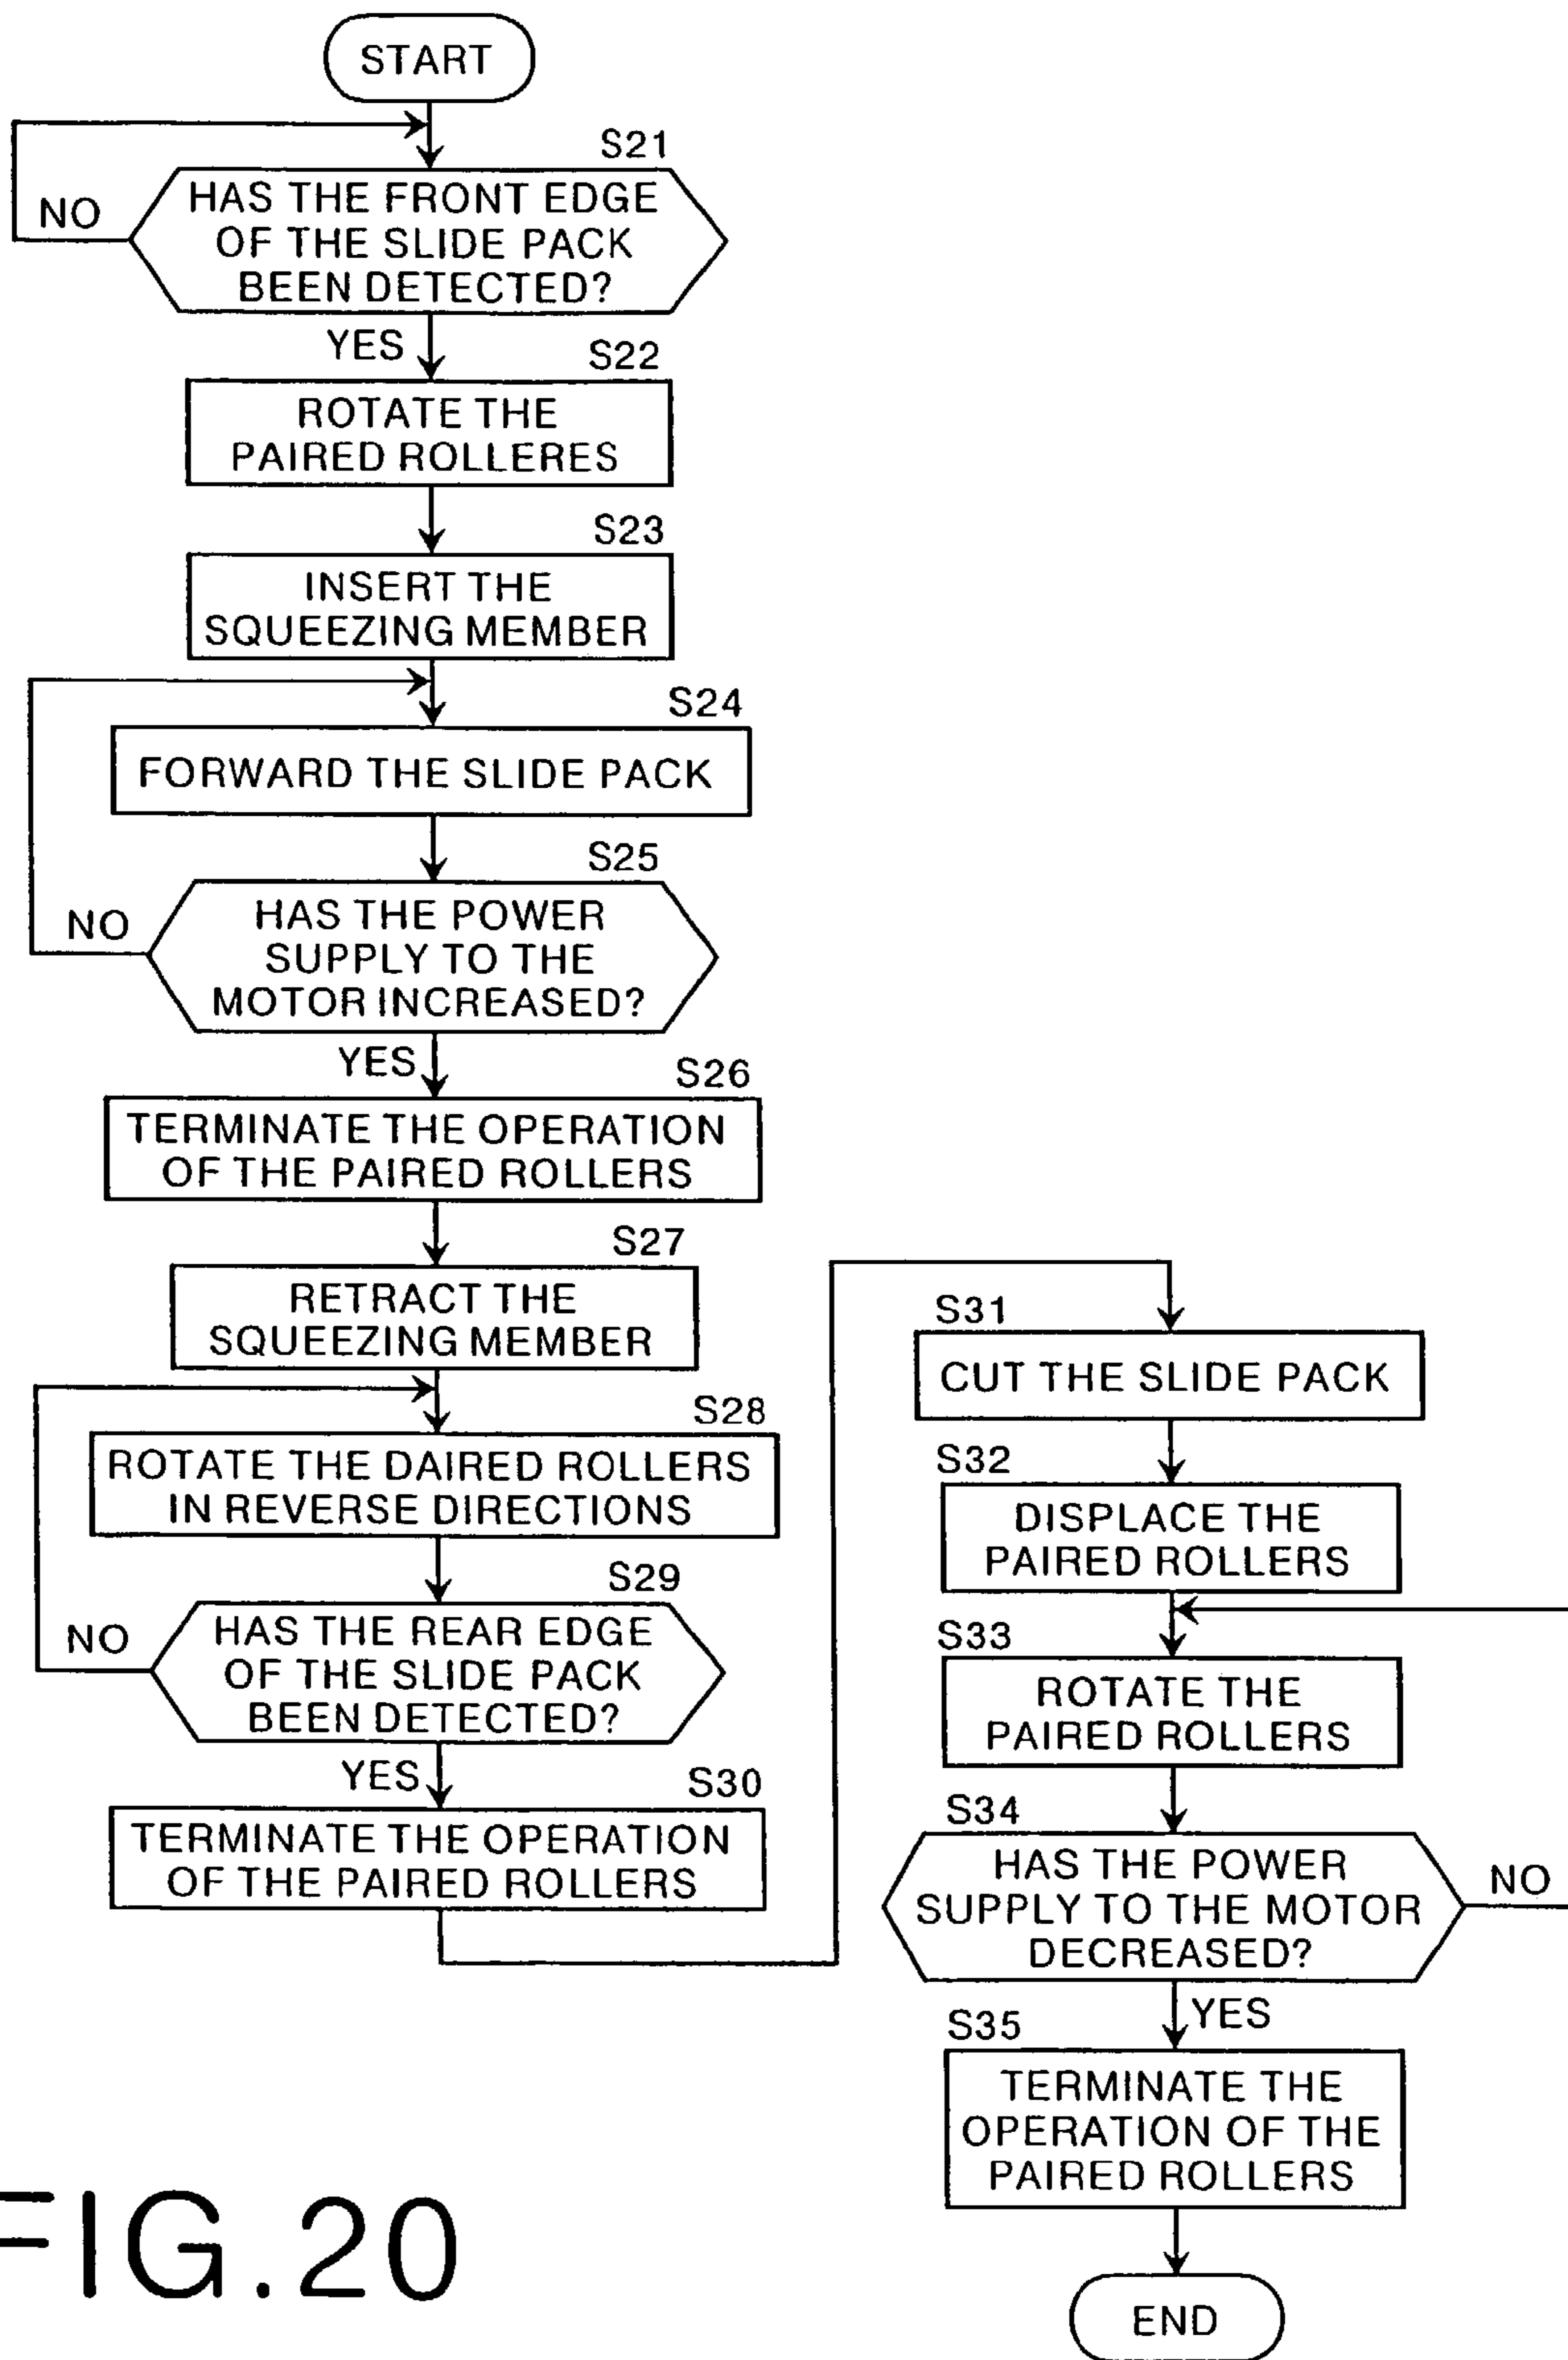 START
S21
HAS THE FRONT EDGE
OF THE SLIDE PACK
BEEN DETECTED?
NO
YES
S22
ROTATE THE
PAIRED ROLLERES
S23
INSERT THE
SQUEEZING MEMBER
S24
FORWARD THE SLIDE PACK
S25
HAS THE POWER
SUPPLY TO THE
MOTOR INCREASED?
NO
YES
S26
TERMINATE THE OPERATION
OF THE PAIRED ROLLERS
S27
RETRACT THE
SQUEEZING MEMBER
S28
ROTATE THE DAIRED ROLLERS
IN REVERSE DIRECTIONS
S29
HAS THE REAR EDGE
OF THE SLIDE PACK
BEEN DETECTED?
NO
YES
S30
TERMINATE THE OPERATION
OF THE PAIRED ROLLERS
S31
CUT THE SLIDE PACK
S32
DISPLACE THE
PAIRED ROLLERS
S33
ROTATE THE
PAIRED ROLLERS
S34
HAS THE POWER
SUPPLY TO THE MOTOR
DECREASED?
NO
YES
S35
TERMINATE THE
OPERATION OF THE
PAIRED ROLLERS
END
FIG.20